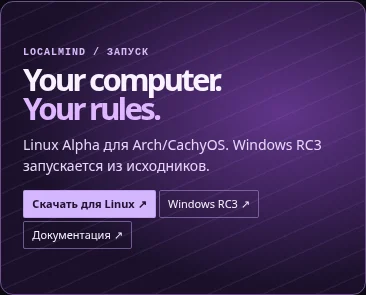 LOCALMIND / ЗАПУСК
Your computer.
Your rules.
Linux Alpha для Arch/CachyOS. Windows RC3
запускается из исходников.
Скачать для Linux ↗ Windows RC3 ↗
Документация ↗